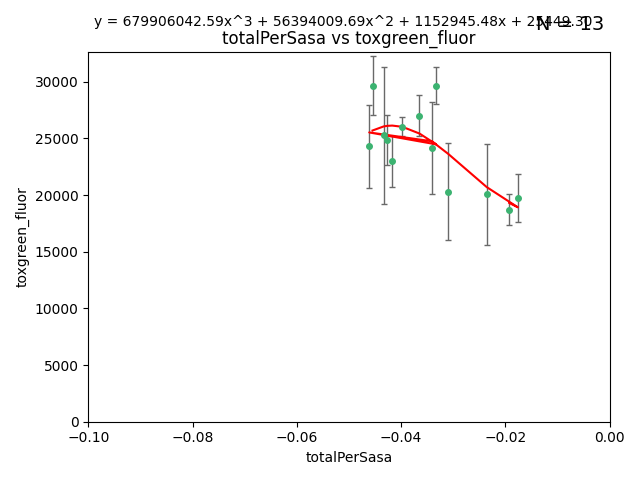 y = 679906042.59x^3 + 56394009.69x^2 + 1152945.48x +
N = 13
totalPerSasa vs toxgreen_fluor
toxgreen_fluor
30000
25000
20000
15000
10000
5000
0
−0.10
−0.08
−0.06
−0.04
−0.02
0.00
totalPerSasa